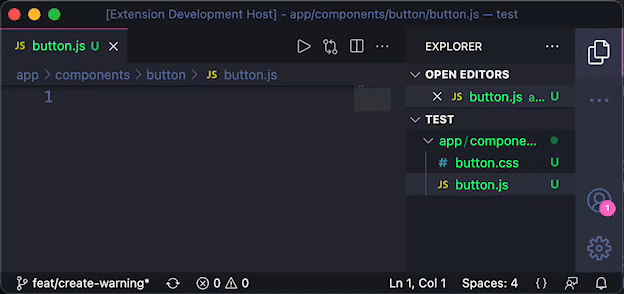 [Extension Development Host] - app/components/button/button.js — test
JS button.js U
EXPLORER
app > components > button > JS button.js
OPEN EDITORS
JS button.js a... U
1
TEST
app/compone...
# button.css U
JS button.js U
1
feat/create-warning* 0 0 Ln 1, Col 1 Spaces: 4 {}